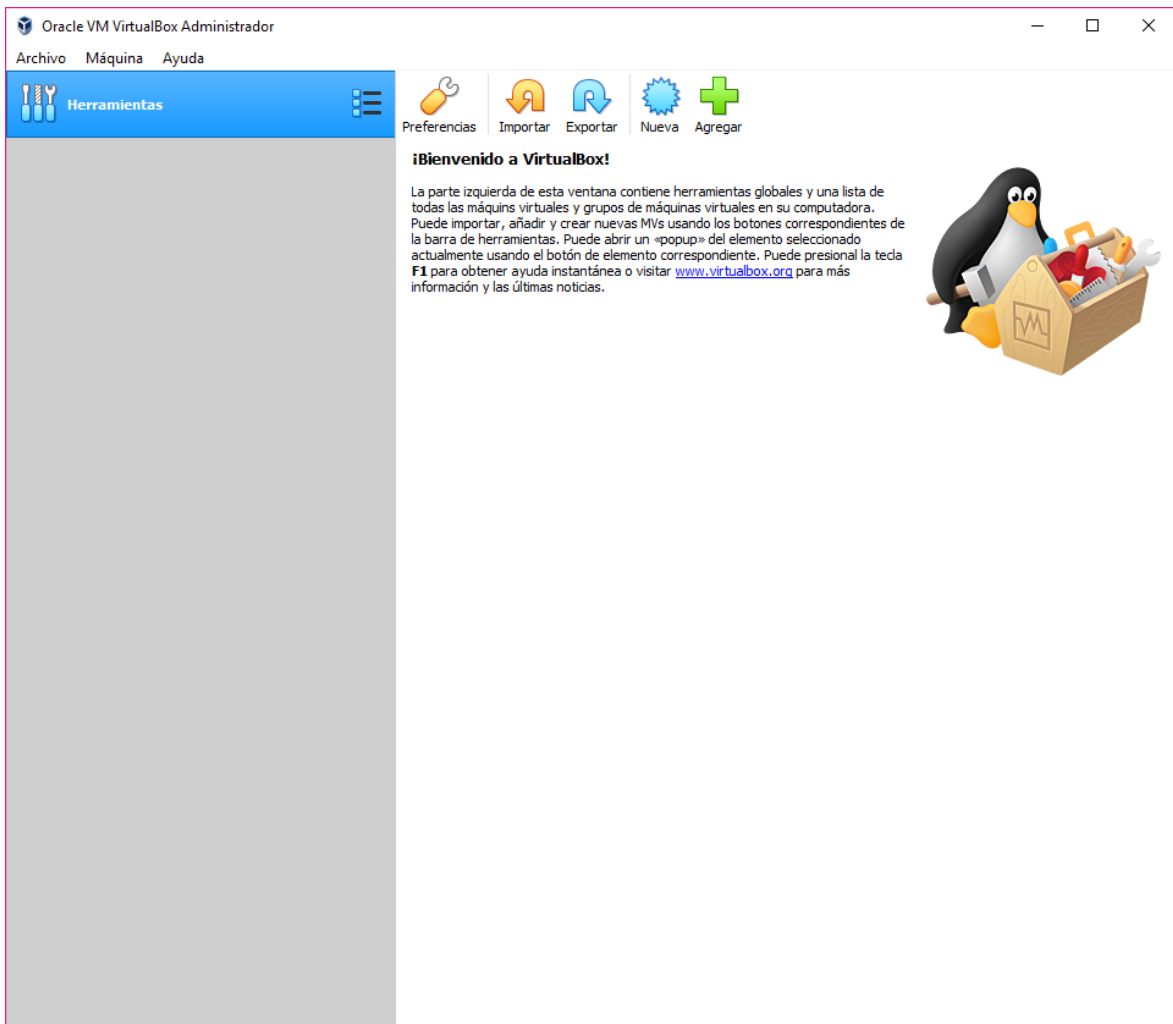 Oracle VM VirtualBox Administrador
Archivo Máquina Ayuda
Herramientas
Preferencias Importar Exportar Nueva Agregar
¡Bienvenido a VirtualBox!
La parte izquierda de esta ventana contiene herramientas globales y una lista de
todas las máquins virtuales y grupos de máquinas virtuales en su computadora.
Puede importar, añadir y crear nuevas MVs usando los botones correspondientes de
la barra de herramientas. Puede abrir un «popup» del elemento seleccionado
actualmente usando el botón de elemento correspondiente. Puede presional la tecla
F1 para obtener ayuda instantánea o visitar www.virtualbox.org para más
información y las últimas noticias.